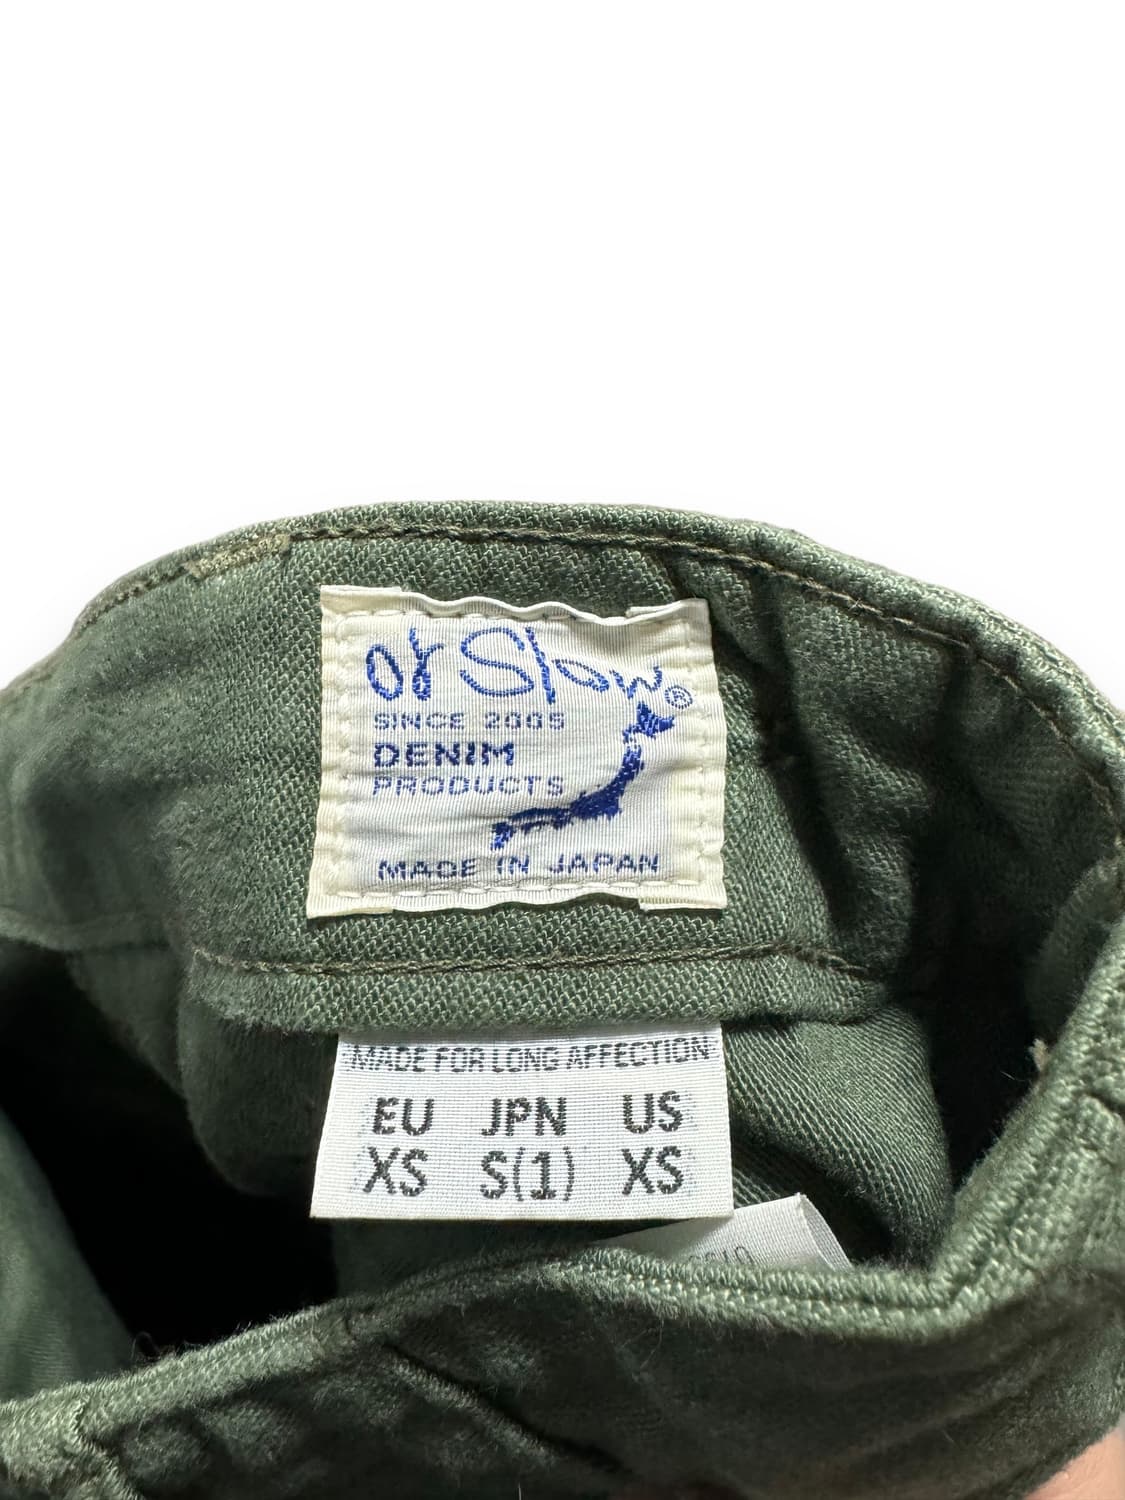 or Slow®
SINCE 2005
DENIM
PRODUCTS
MADE IN JAPAN
MADE FOR LONG AFFECTION
EU JPN US
XS S(1) XS